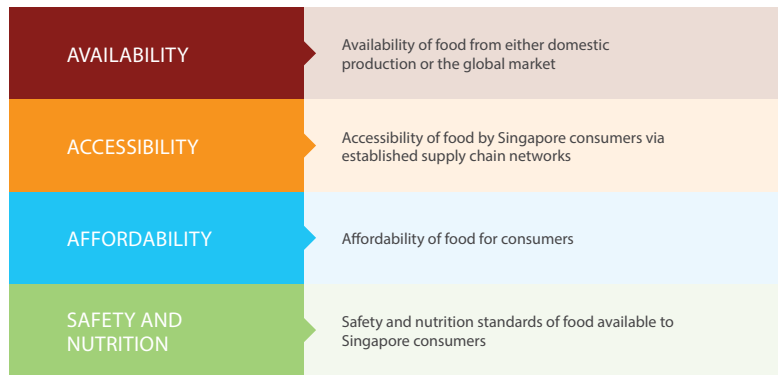 AVAILABILITY
Availability of food from either domestic
production or the global market
ACCESSIBILITY
Accessibility of food by Singapore consumers via
established supply chain networks
AFFORDABILITY
Affordability of food for consumers
SAFETY AND
NUTRITION
Safety and nutrition standards of food available to
Singapore consumers